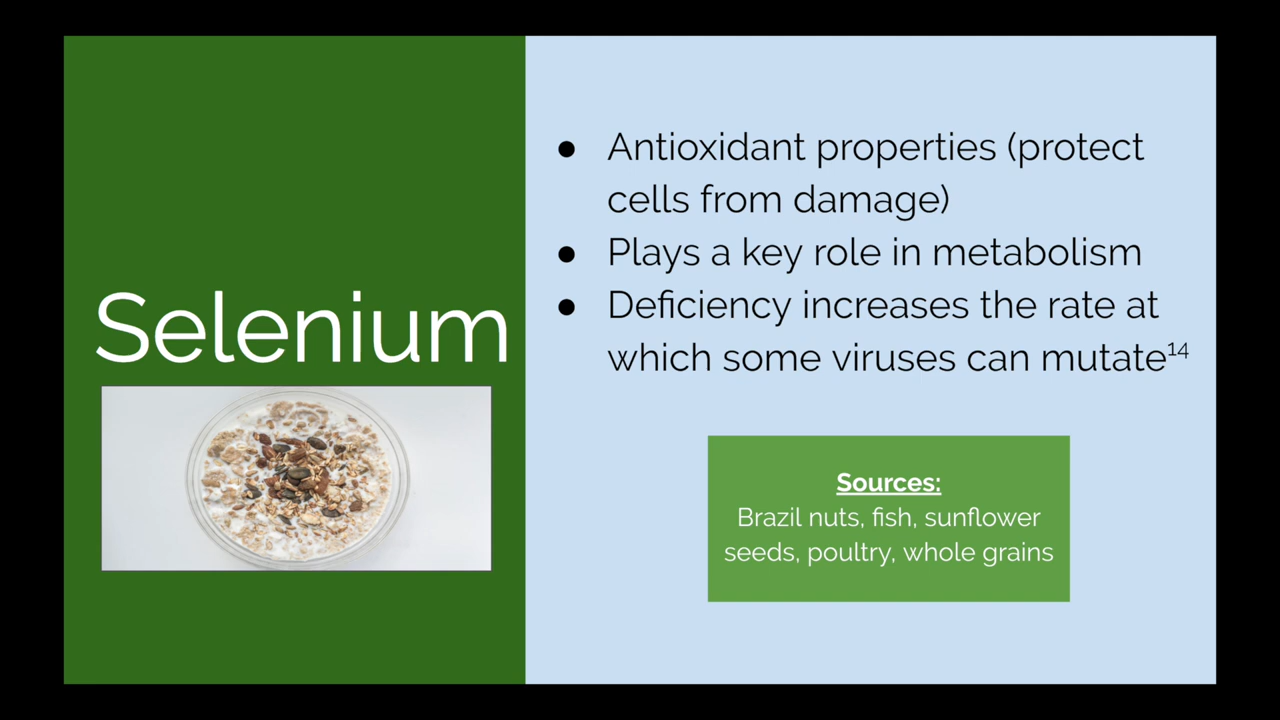 Selenium
● Antioxidant properties (protect
cells from damage)
● Plays a key role in metabolism
● Deficiency increases the rate at
which some viruses can mutate¹⁴
Sources:
Brazil nuts, fish, sunflower
seeds, poultry, whole grains